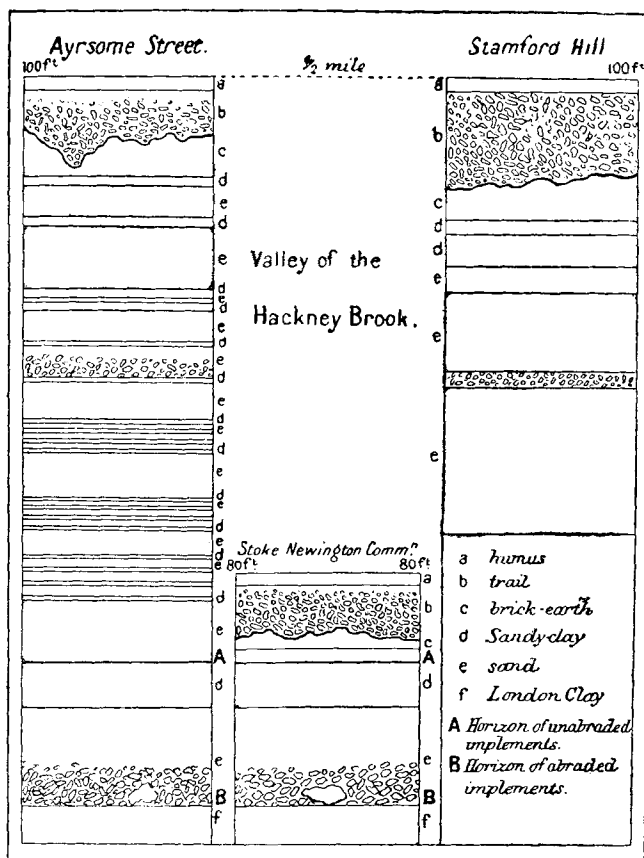 Ayrsome Street.
½ mile
Stamford Hill
100ft
100ft
a
b
c
d
e
d
e
d
e
d
e
d
e
d
e
d
e
d
e
d
e
d
e
d
e
d
e
A
d
e
B
f
Valley of the
Hackney Brook.
Stoke Newington Commn.
80ft
80ft
a
b
c
A
d
e
B
f
a
b
c
d
d
e
e
e
a humus
b trail
c brick-earth
d Sandy-clay
e sand
f London Clay
A Horizon of unabraded
implements.
B Horizon of abraded
implements.